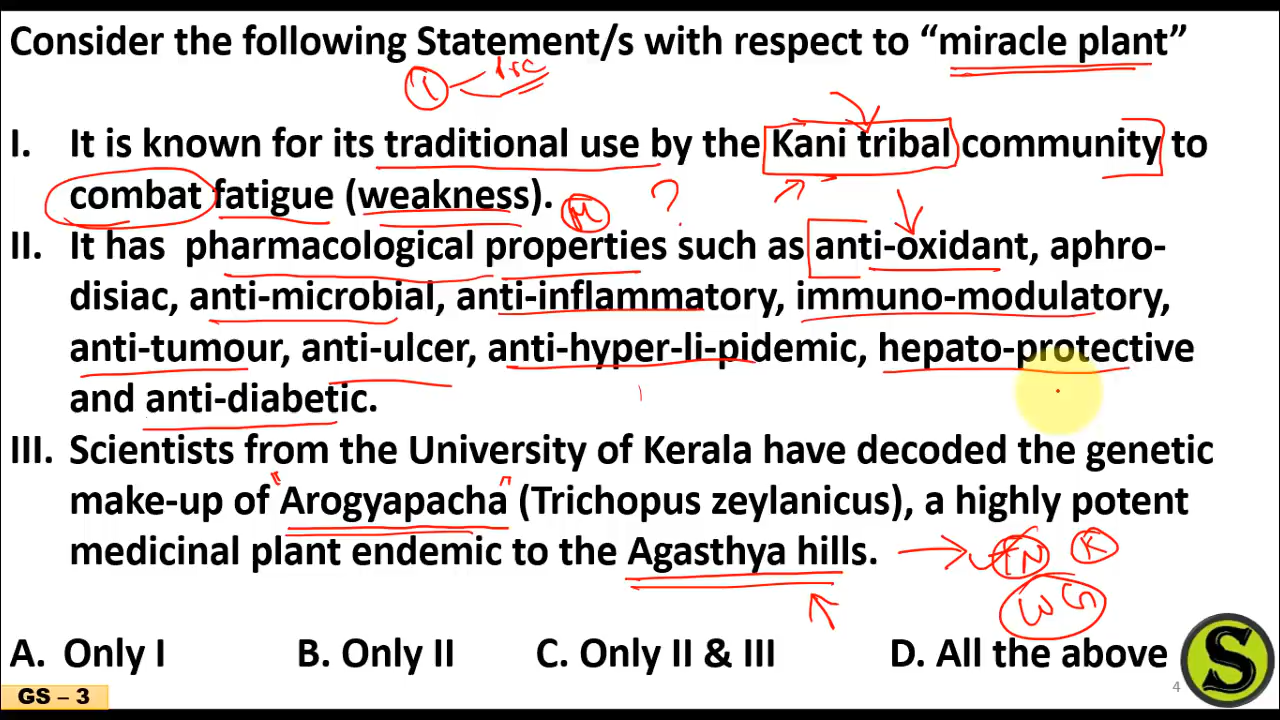 Consider the following Statement/s with respect to “miracle plant”
I. It is known for its traditional use by the Kani tribal community to
combat fatigue (weakness).
M ?
II. It has pharmacological properties such as anti-oxidant, aphro-
disiac, anti-microbial, anti-inflammatory, immuno-modulatory,
anti-tumour, anti-ulcer, anti-hyper-li-pidemic, hepato-protective
and anti-diabetic.
III. Scientists from the University of Kerala have decoded the genetic
make-up of "Arogyapacha" (Trichopus zeylanicus), a highly potent
medicinal plant endemic to the Agasthya hills.
TN K
WG
A. Only I B. Only II C. Only II & III D. All the above
S
4
GS – 3